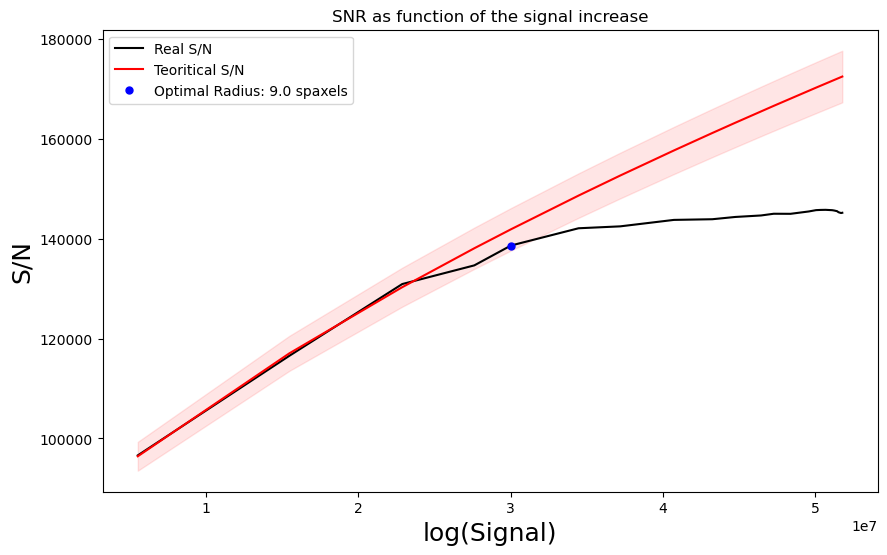 SNR as function of the signal increase
Real S/N
Teoritical S/N
Optimal Radius: 9.0 spaxels
180000
160000
140000
120000
100000
S/N
1 2 3 4 5
1e7
log(Signal)